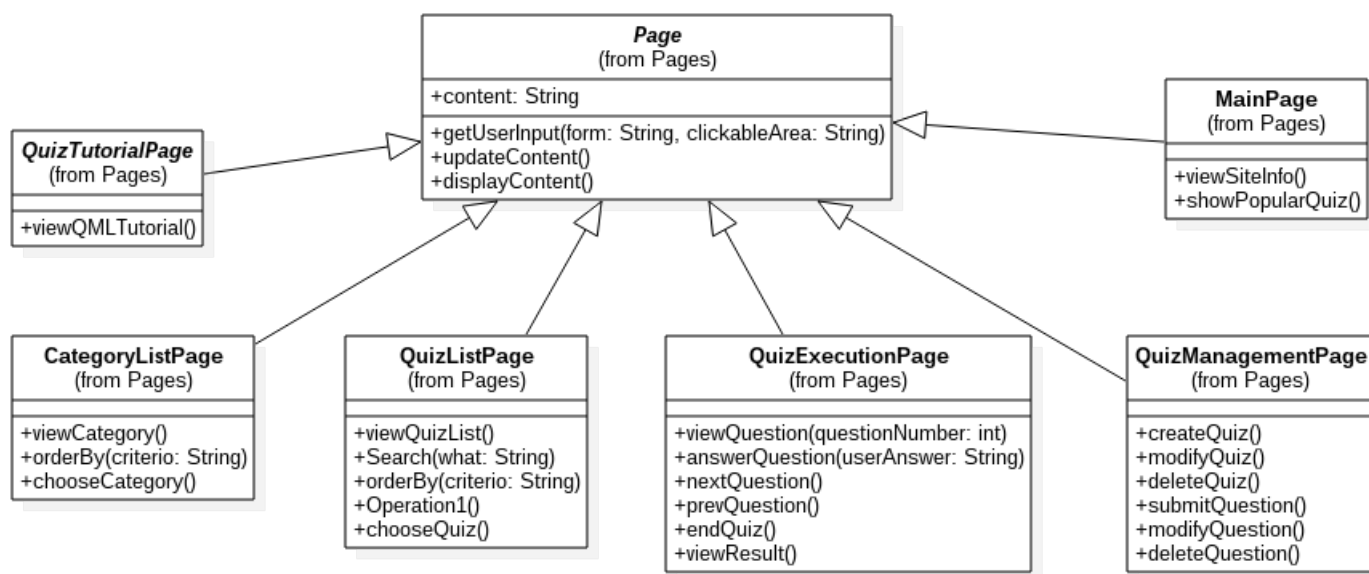 Page
(from Pages)
+content: String
+getUserInput(form: String, clickableArea: String)
+updateContent()
+displayContent()
MainPage
(from Pages)
+viewSiteInfo()
+showPopularQuiz()
QuizTutorialPage
(from Pages)
+viewQMLTutorial()
CategoryListPage
(from Pages)
+viewCategory()
+orderBy(criterio: String)
+chooseCategory()
QuizListPage
(from Pages)
+viewQuizList()
+Search(what: String)
+orderBy(criterio: String)
+Operation1()
+chooseQuiz()
QuizExecutionPage
(from Pages)
+viewQuestion(questionNumber: int)
+answerQuestion(userAnswer: String)
+nextQuestion()
+prevQuestion()
+endQuiz()
+viewResult()
QuizManagementPage
(from Pages)
+createQuiz()
+modifyQuiz()
+deleteQuiz()
+submitQuestion()
+modifyQuestion()
+deleteQuestion()